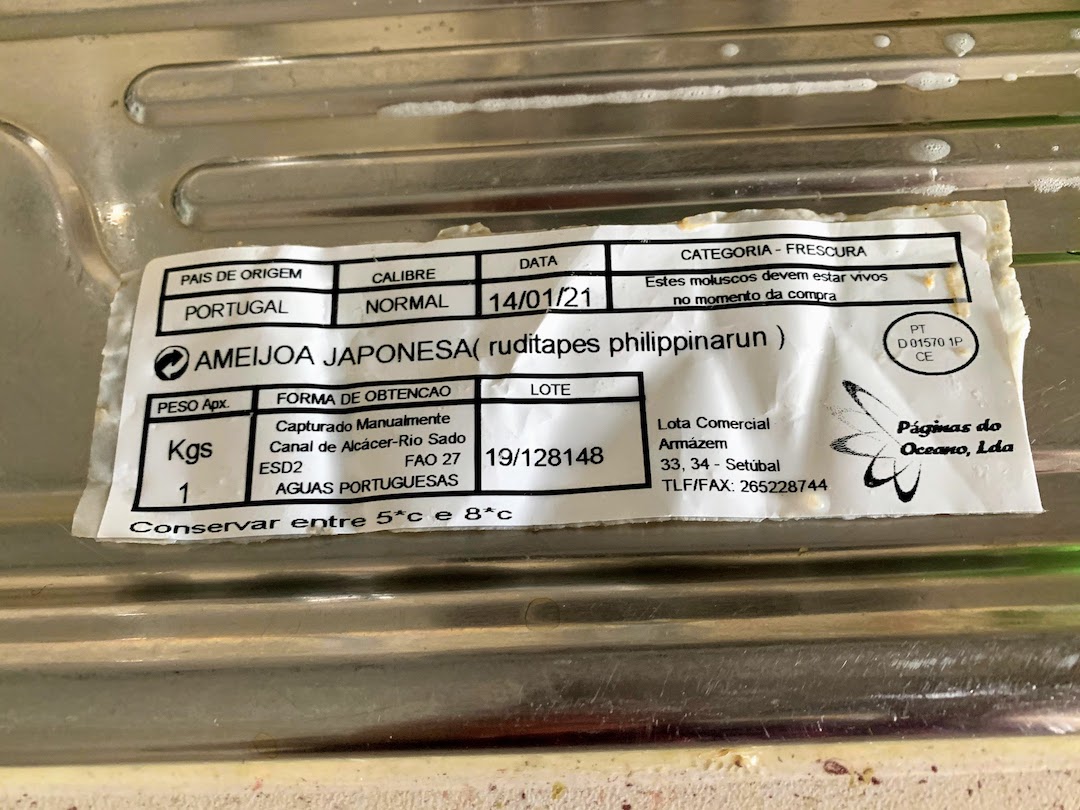 PAIS DE ORIGEM
CALIBRE
DATA
CATEGORIA - FRESCURA
PORTUGAL
NORMAL
14/01/21
Estes moluscos devem estar vivos
no momento da compra
AMEIJOA JAPONESA( ruditapes philippinarun )
PT
D 01570 1P
CE
PESO Apx.
FORMA DE OBTENCAO
LOTE
Kgs
1
Capturado Manualmente
Canal de Alcácer-Rio Sado
ESD2 FAO 27
AGUAS PORTUGUESAS
19/128148
Lota Comercial
Armázem
33, 34 - Setúbal
TLF/FAX: 265228744
Páginas do
Oceano, Lda
Conservar entre 5*c e 8*c